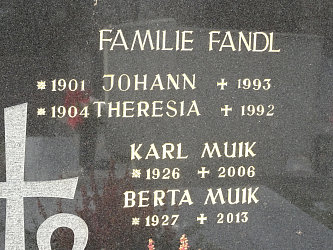 FAMILIE FANDL
* 1901 JOHANN ✝ 1993
* 1904 THERESIA ✝ 1992
KARL MUIK
* 1926 ✝ 2006
BERTA MUIK
* 1927 ✝ 2013